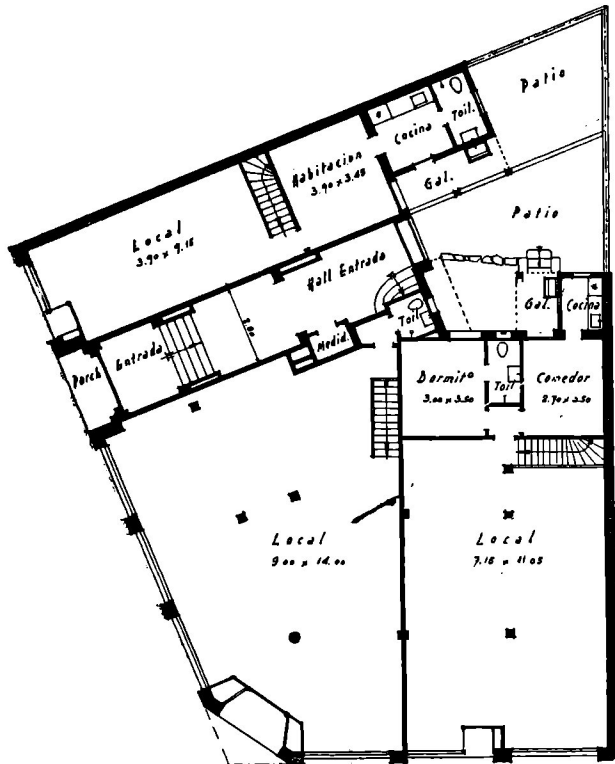 Patio
Toil.
Cocina
Habitacion
3.90 x 3.45
Gal.
Local
3.90 x 9.15
Patio
Hall Entrada
Gal.
Cocina
Toil
Medid.
Entrada
Porch
Dormito
3.00 x 3.50
Toil
Comedor
2.70 x 3.50
Local
9.00 x 14.00
Local
7.15 x 11.05